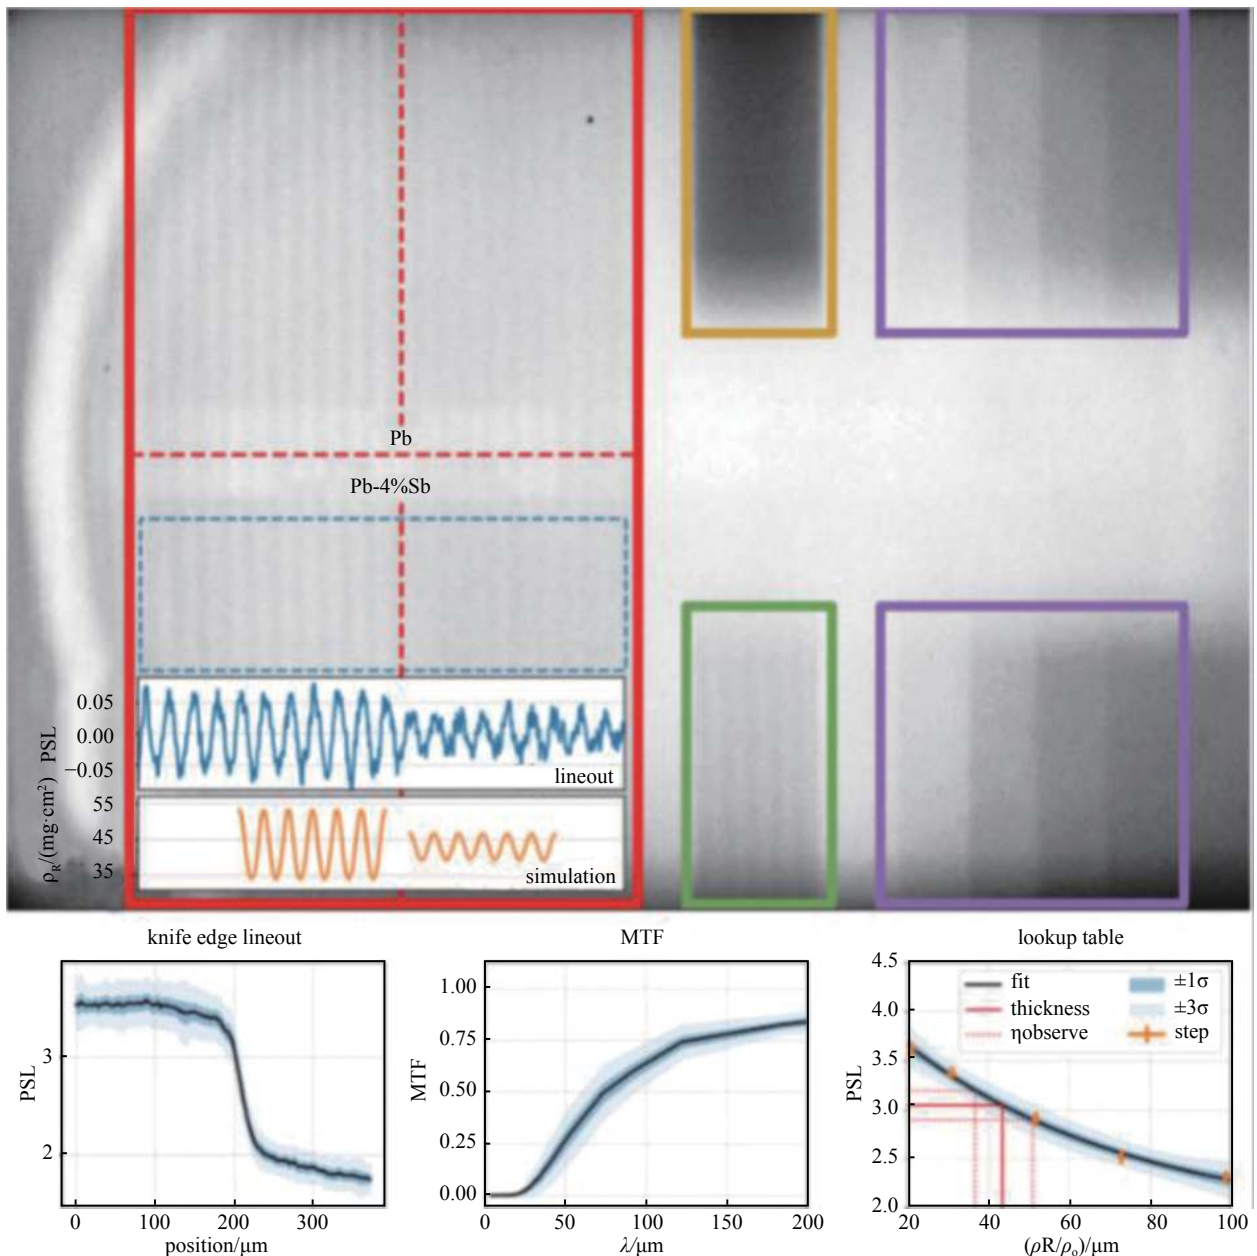 Pb
Pb-4%Sb
0.05
0.00
−0.05
PSL
lineout
55
45
35
ρR/(mg·cm²)
simulation
knife edge lineout
3
2
PSL
0 100 200 300
position/μm
MTF
1.00
0.75
0.50
0.25
0.00
MTF
0 50 100 150 200
λ/μm
lookup table
4.5
4.0
3.5
3.0
2.5
2.0
PSL
fit ±1σ
thickness ±3σ
ηobserve step
20 40 60 80 100
(ρR/ρ₀)/μm